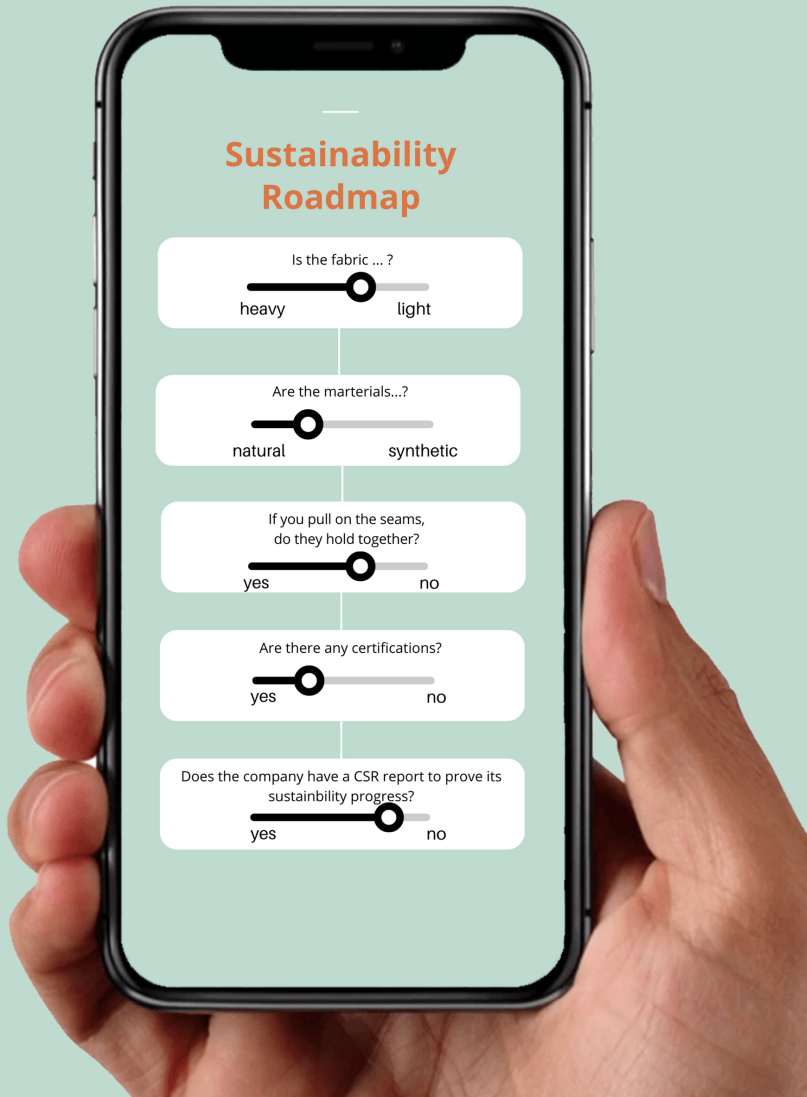 Sustainability
Roadmap
Is the fabric ... ?
heavy light
Are the marterials...?
natural synthetic
If you pull on the seams,
do they hold together?
yes no
Are there any certifications?
yes no
Does the company have a CSR report to prove its
sustainbility progress?
yes no